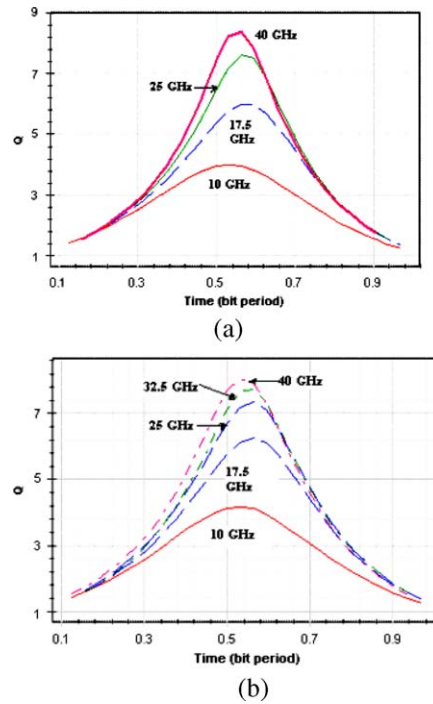 9
7
5
3
1
Q
40 GHz
25 GHz
17.5
GHz
10 GHz
0.1 0.3 0.5 0.7 0.9
Time (bit period)
(a)
7
5
3
1
Q
32.5 GHz
40 GHz
25 GHz
17.5
GHz
10 GHz
0.1 0.3 0.5 0.7 0.9
Time (bit period)
(b)